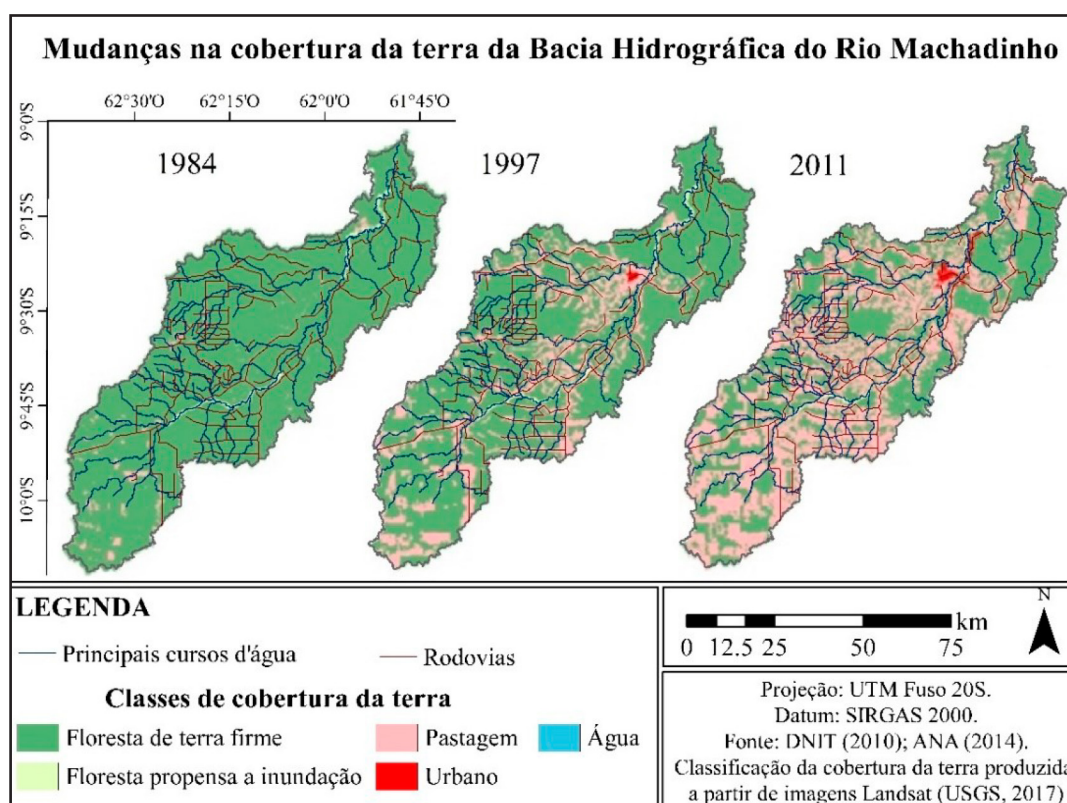 Mudanças na cobertura da terra da Bacia Hidrográfica do Rio Machadinho
62°30'O 62°15'O 62°0'O 61°45'O
9°0'S
9°15'S
9°30'S
9°45'S
10°0'S
1984
1997
2011
LEGENDA
Principais cursos d'água
Rodovias
Classes de cobertura da terra
Floresta de terra firme
Pastagem
Água
Floresta propensa a inundação
Urbano
N
km
0 12.5 25 50 75
Projeção: UTM Fuso 20S.
Datum: SIRGAS 2000.
Fonte: DNIT (2010); ANA (2014).
Classificação da cobertura da terra produzida
a partir de imagens Landsat (USGS, 2017)